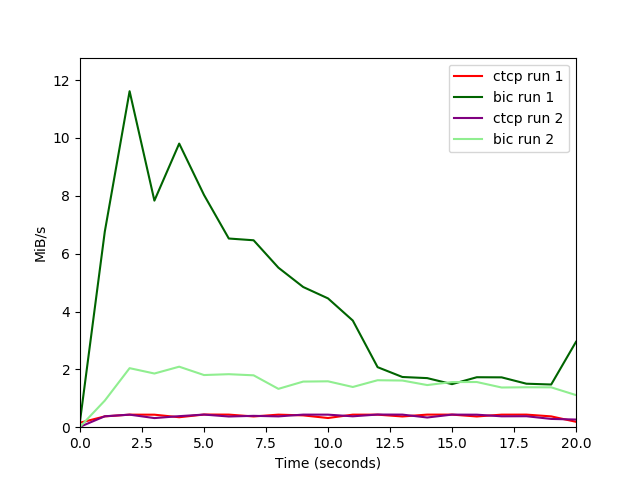 12
10
8
6
4
2
0
MiB/s
ctcp run 1
bic run 1
ctcp run 2
bic run 2
0.0 2.5 5.0 7.5 10.0 12.5 15.0 17.5 20.0
Time (seconds)